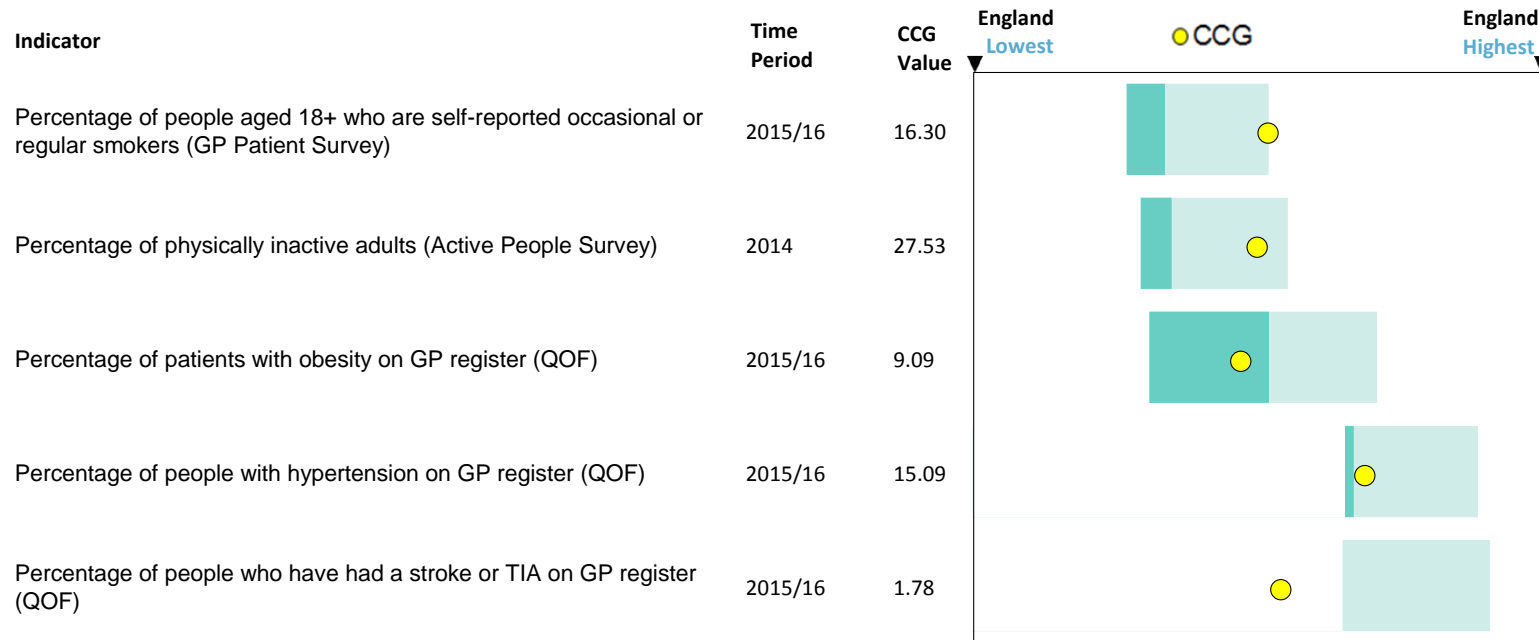 Indicator
Time
Period
CCG
Value
England
Lowest
CCG
England
Highest
Percentage of people aged 18+ who are self-reported occasional or
regular smokers (GP Patient Survey)
2015/16
16.30
Percentage of physically inactive adults (Active People Survey)
2014
27.53
Percentage of patients with obesity on GP register (QOF)
2015/16
9.09
Percentage of people with hypertension on GP register (QOF)
2015/16
15.09
Percentage of people who have had a stroke or TIA on GP register
(QOF)
2015/16
1.78